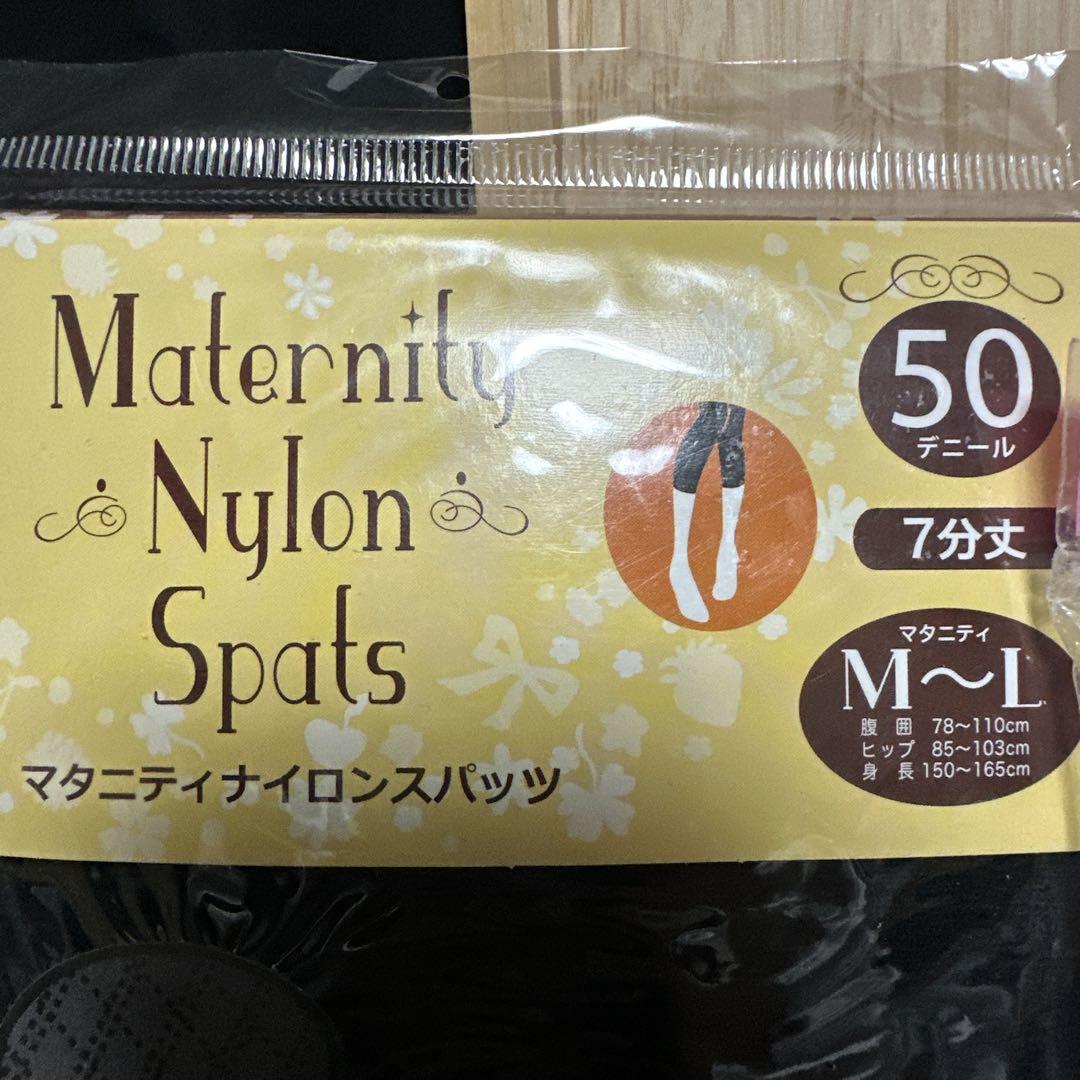 Maternity
Nylon
Spats
マタニティナイロンスパッツ
50
デニール
7分丈
マタニティ
M〜L
腹囲 78〜110cm
ヒップ 85〜103cm
身長 150〜165cm